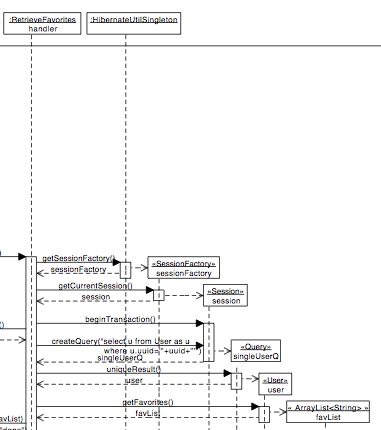 :RetrieveFavorites
handler
:HibernateUtilSingleton
getSessionFactory()
sessionFactory
«SessionFactory»
sessionFactory
getCurrentSession()
session
«Session»
session
beginTransaction()
createQuery("select u from User as u
where u.uuid='"+uuid+"'")
singleUserQ
«Query»
singleUserQ
uniqueResult()
user
«User»
user
getFavorites()
favList
« ArrayList<String> »
favList
avList)